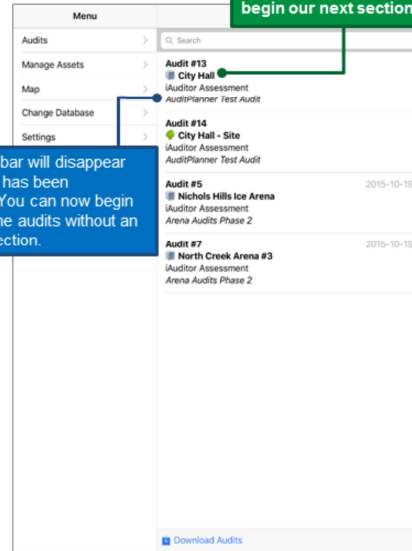 begin our next section
Menu
Audits
Manage Assets
Map
Change Database
Settings
bar will disappear
has been
You can now begin
ne audits without an
ection.
Search
Audit #13
City Hall
iAuditor Assessment
AuditPlanner Test Audit
Audit #14
City Hall - Site
iAuditor Assessment
AuditPlanner Test Audit
Audit #5
2015-10-19
Nichols Hills Ice Arena
iAuditor Assessment
Arena Audits Phase 2
Audit #7
2015-10-19
North Creek Arena #3
iAuditor Assessment
Arena Audits Phase 2
Download Audits